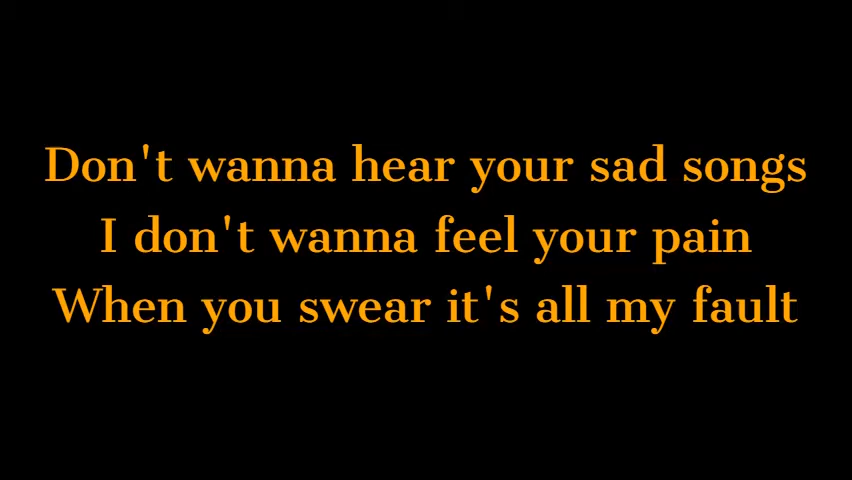 Don't wanna hear your sad songs
I don't wanna feel your pain
When you swear it's all my fault